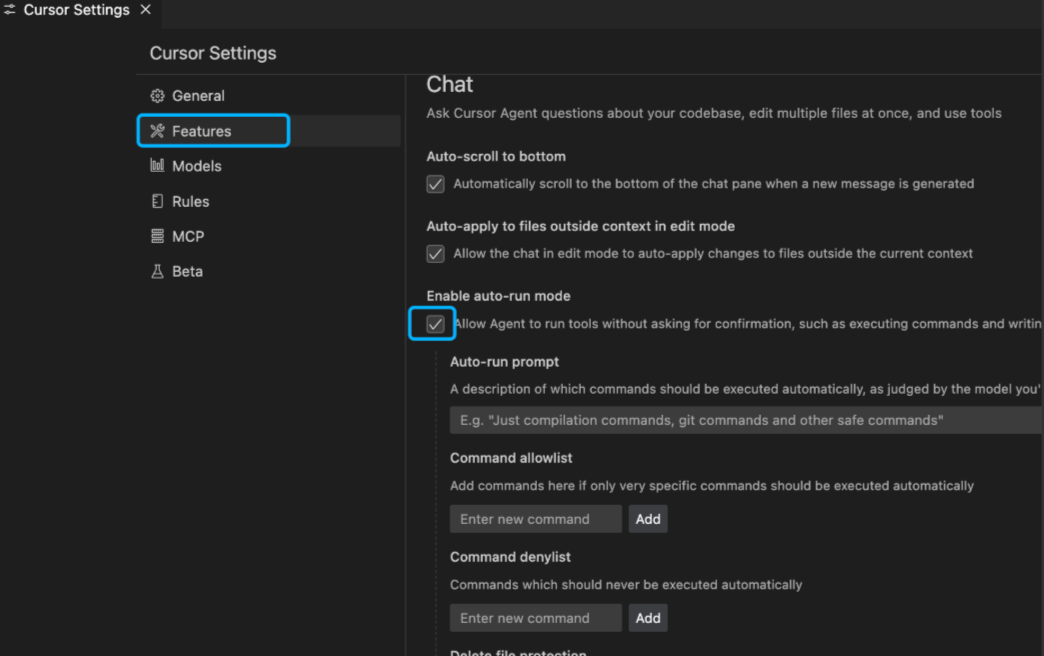 Cursor Settings
Cursor Settings
General
Features
Models
Rules
MCP
Beta
Chat
Ask Cursor Agent questions about your codebase, edit multiple files at once, and use tools
Auto-scroll to bottom
Automatically scroll to the bottom of the chat pane when a new message is generated
Auto-apply to files outside context in edit mode
Allow the chat in edit mode to auto-apply changes to files outside the current context
Enable auto-run mode
Allow Agent to run tools without asking for confirmation, such as executing commands and writin
Auto-run prompt
A description of which commands should be executed automatically, as judged by the model you'
E.g. "Just compilation commands, git commands and other safe commands"
Command allowlist
Add commands here if only very specific commands should be executed automatically
Enter new command Add
Command denylist
Commands which should never be executed automatically
Enter new command Add
Delete file protection